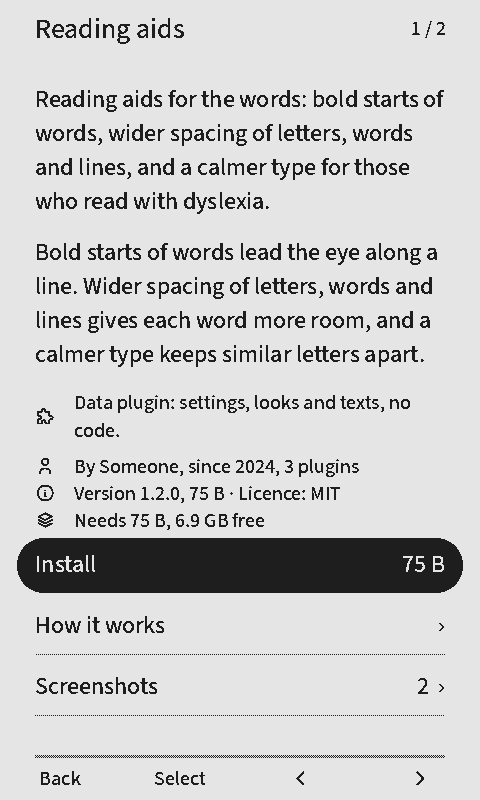 Reading aids
1 / 2
Reading aids for the words: bold starts of
words, wider spacing of letters, words
and lines, and a calmer type for those
who read with dyslexia.
Bold starts of words lead the eye along a
line. Wider spacing of letters, words and
lines gives each word more room, and a
calmer type keeps similar letters apart.
Data plugin: settings, looks and texts, no
code.
By Someone, since 2024, 3 plugins
Version 1.2.0, 75 B · Licence: MIT
Needs 75 B, 6.9 GB free
Install 75 B
How it works ›
Screenshots 2 ›
Back Select